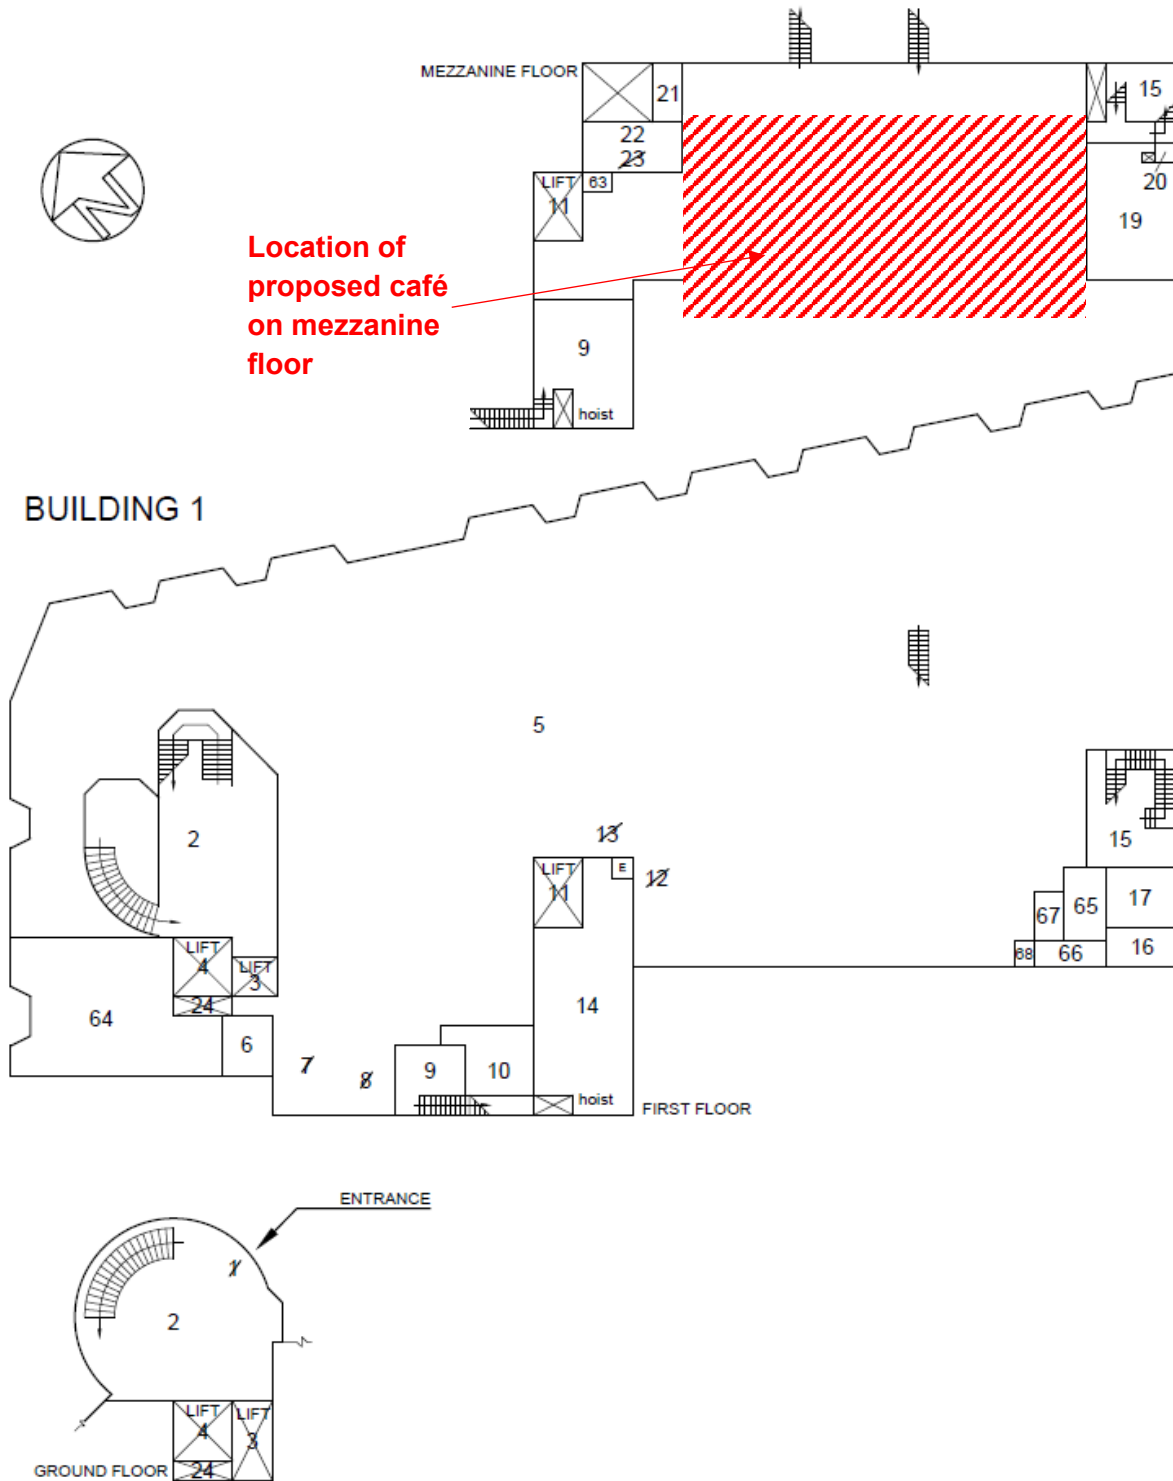 MEZZANINE FLOOR
21
15
22
23
LIFT
11
63
20
19
N
Location of
proposed café
on mezzanine
floor
9
hoist
BUILDING 1
5
2
13
LIFT
11
E
12
15
67
65
17
68
66
16
LIFT
4
LIFT
3
24
64
6
7
8
9
10
14
hoist
FIRST FLOOR
ENTRANCE
1
2
LIFT
4
LIFT
3
24
GROUND FLOOR